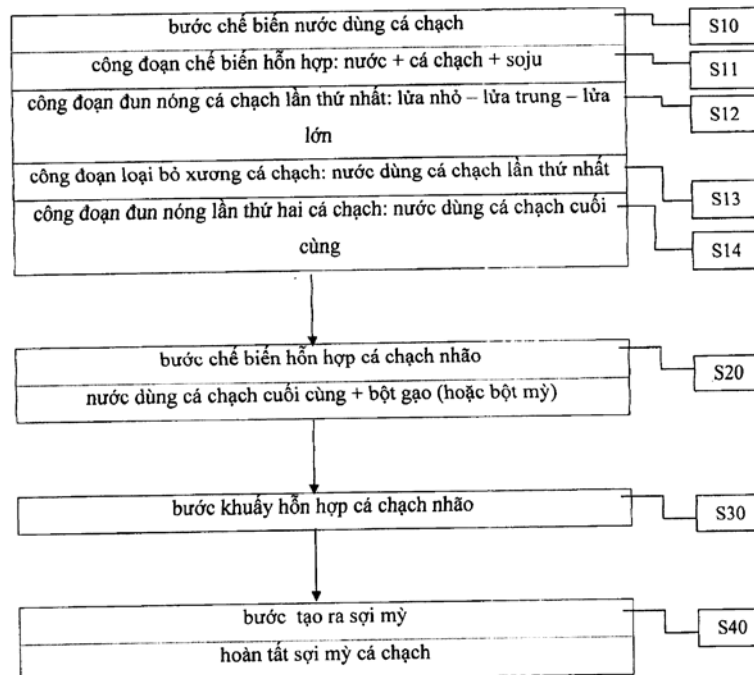 bước chế biến nước dùng cá chạch
S10
công đoạn chế biến hỗn hợp: nước + cá chạch + soju
S11
công đoạn đun nóng cá chạch lần thứ nhất: lửa nhỏ – lửa trung – lửa
lớn
S12
công đoạn loại bỏ xương cá chạch: nước dùng cá chạch lần thứ nhất
S13
công đoạn đun nóng lần thứ hai cá chạch: nước dùng cá chạch cuối
cùng
S14
bước chế biến hỗn hợp cá chạch nhão
S20
nước dùng cá chạch cuối cùng + bột gạo (hoặc bột mỳ)
bước khuấy hỗn hợp cá chạch nhão
S30
bước tạo ra sợi mỳ
S40
hoàn tất sợi mỳ cá chạch